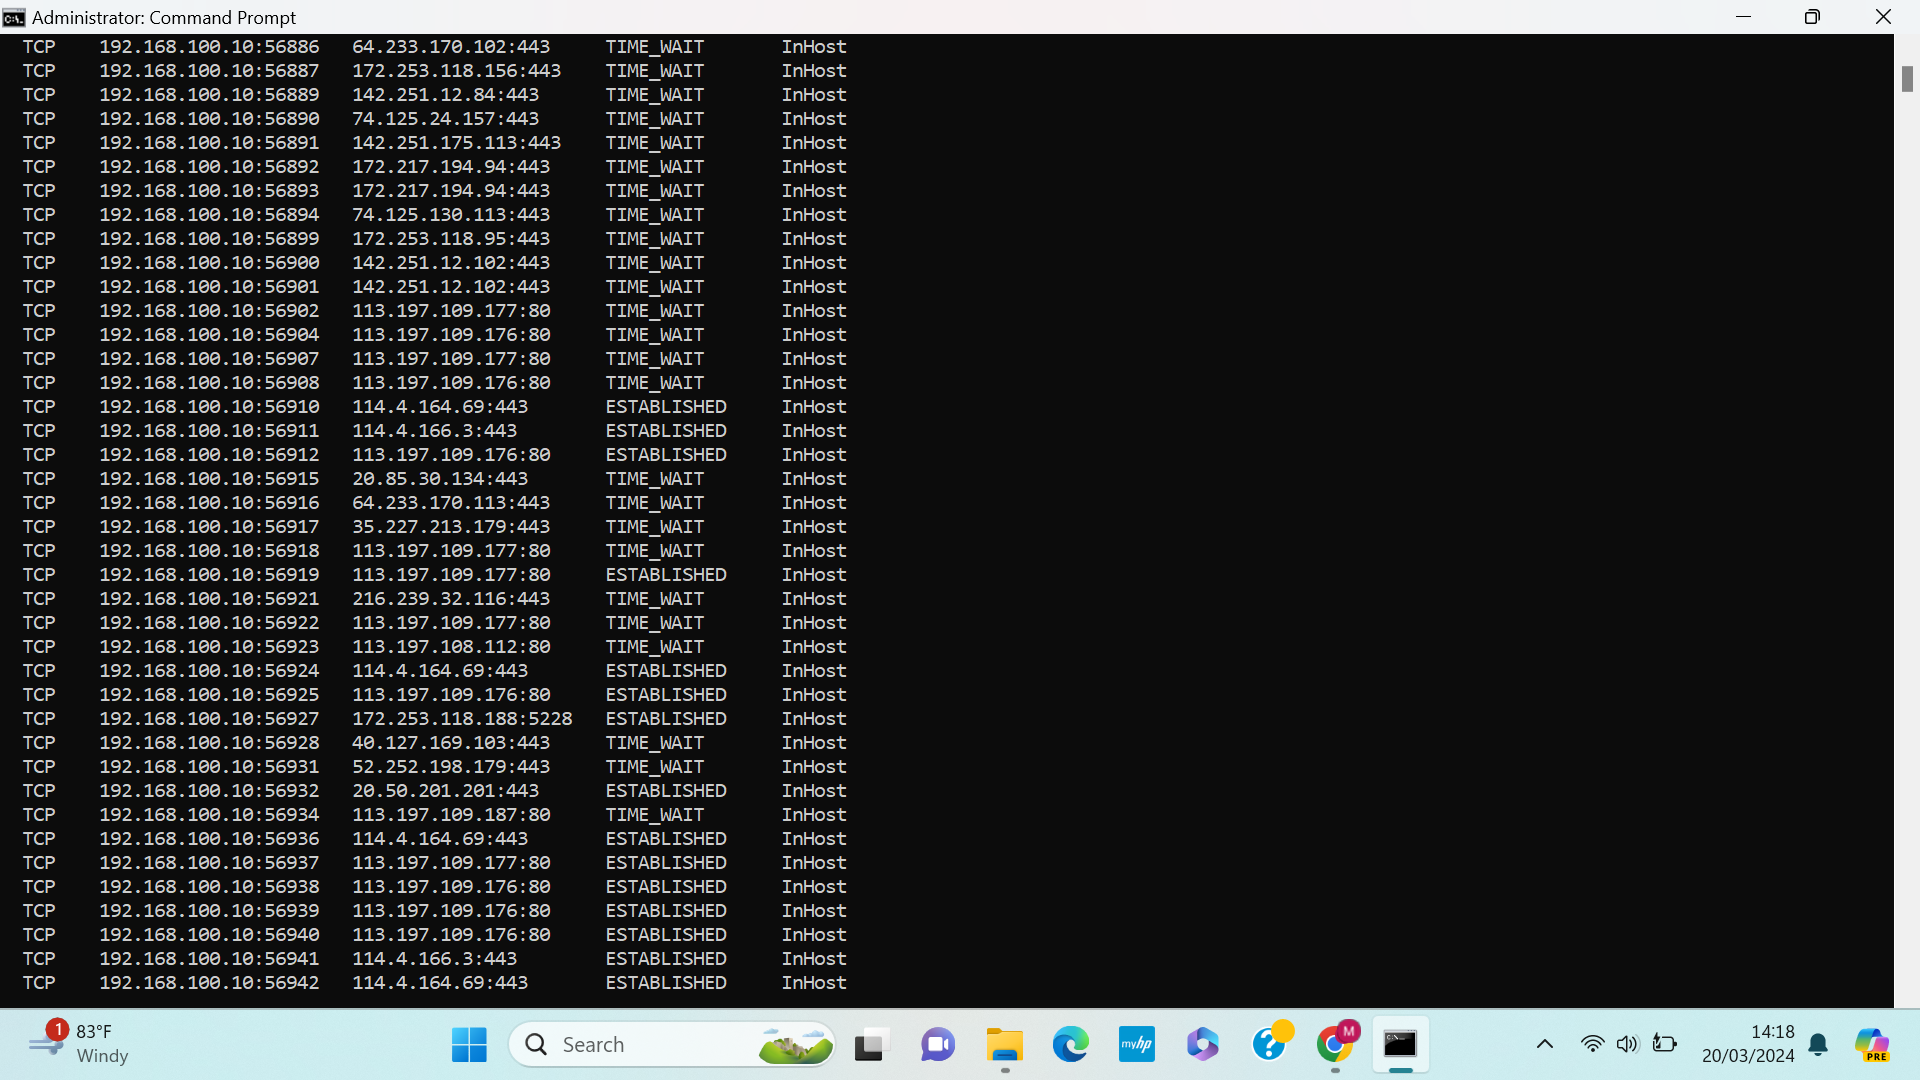 Administrator: Command Prompt
TCP 192.168.100.10:56886 64.233.170.102:443 TIME_WAIT InHost
TCP 192.168.100.10:56887 172.253.118.156:443 TIME_WAIT InHost
TCP 192.168.100.10:56889 142.251.12.84:443 TIME_WAIT InHost
TCP 192.168.100.10:56890 74.125.24.157:443 TIME_WAIT InHost
TCP 192.168.100.10:56891 142.251.175.113:443 TIME_WAIT InHost
TCP 192.168.100.10:56892 172.217.194.94:443 TIME_WAIT InHost
TCP 192.168.100.10:56893 172.217.194.94:443 TIME_WAIT InHost
TCP 192.168.100.10:56894 74.125.130.113:443 TIME_WAIT InHost
TCP 192.168.100.10:56899 172.253.118.95:443 TIME_WAIT InHost
TCP 192.168.100.10:56900 142.251.12.102:443 TIME_WAIT InHost
TCP 192.168.100.10:56901 142.251.12.102:443 TIME_WAIT InHost
TCP 192.168.100.10:56902 113.197.109.177:80 TIME_WAIT InHost
TCP 192.168.100.10:56904 113.197.109.176:80 TIME_WAIT InHost
TCP 192.168.100.10:56907 113.197.109.177:80 TIME_WAIT InHost
TCP 192.168.100.10:56908 113.197.109.176:80 TIME_WAIT InHost
TCP 192.168.100.10:56910 114.4.164.69:443 ESTABLISHED InHost
TCP 192.168.100.10:56911 114.4.166.3:443 ESTABLISHED InHost
TCP 192.168.100.10:56912 113.197.109.176:80 ESTABLISHED InHost
TCP 192.168.100.10:56915 20.85.30.134:443 TIME_WAIT InHost
TCP 192.168.100.10:56916 64.233.170.113:443 TIME_WAIT InHost
TCP 192.168.100.10:56917 35.227.213.179:443 TIME_WAIT InHost
TCP 192.168.100.10:56918 113.197.109.177:80 TIME_WAIT InHost
TCP 192.168.100.10:56919 113.197.109.177:80 ESTABLISHED InHost
TCP 192.168.100.10:56921 216.239.32.116:443 TIME_WAIT InHost
TCP 192.168.100.10:56922 113.197.109.177:80 TIME_WAIT InHost
TCP 192.168.100.10:56923 113.197.108.112:80 TIME_WAIT InHost
TCP 192.168.100.10:56924 114.4.164.69:443 ESTABLISHED InHost
TCP 192.168.100.10:56925 113.197.109.176:80 ESTABLISHED InHost
TCP 192.168.100.10:56927 172.253.118.188:5228 ESTABLISHED InHost
TCP 192.168.100.10:56928 40.127.169.103:443 TIME_WAIT InHost
TCP 192.168.100.10:56931 52.252.198.179:443 TIME_WAIT InHost
TCP 192.168.100.10:56932 20.50.201.201:443 ESTABLISHED InHost
TCP 192.168.100.10:56934 113.197.109.187:80 TIME_WAIT InHost
TCP 192.168.100.10:56936 114.4.164.69:443 ESTABLISHED InHost
TCP 192.168.100.10:56937 113.197.109.177:80 ESTABLISHED InHost
TCP 192.168.100.10:56938 113.197.109.176:80 ESTABLISHED InHost
TCP 192.168.100.10:56939 113.197.109.176:80 ESTABLISHED InHost
TCP 192.168.100.10:56940 113.197.109.176:80 ESTABLISHED InHost
TCP 192.168.100.10:56941 114.4.166.3:443 ESTABLISHED InHost
TCP 192.168.100.10:56942 114.4.164.69:443 ESTABLISHED InHost
1 83°F
Windy
Search
myhp
M
14:18
20/03/2024
PRE